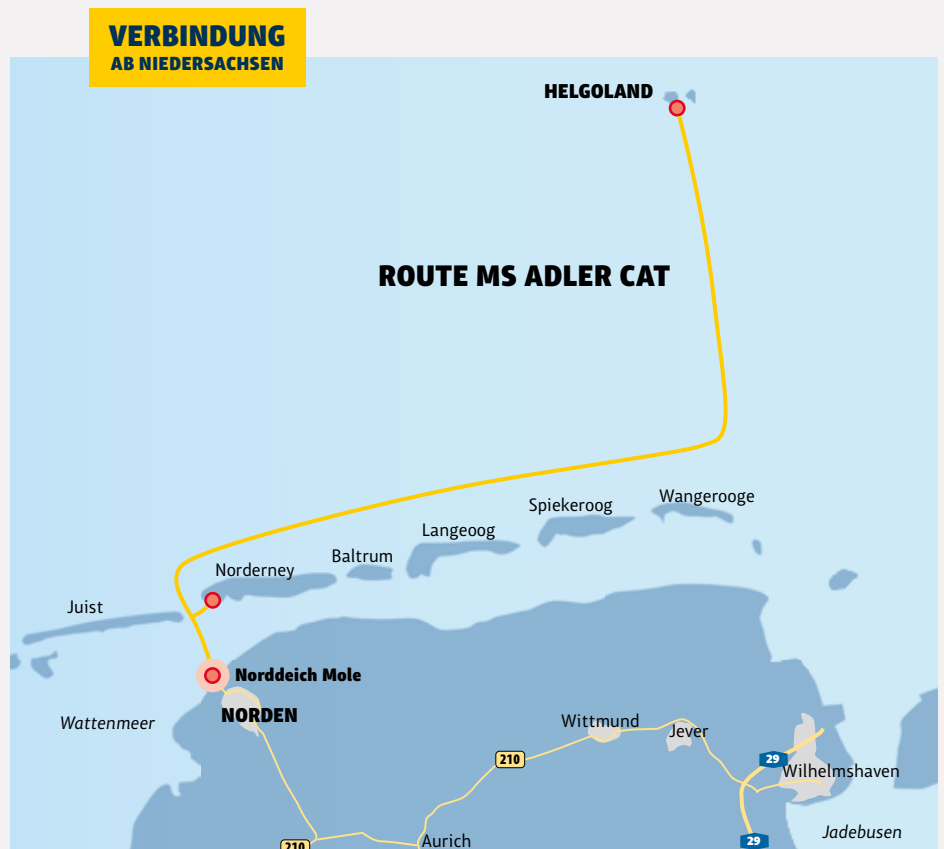 VERBINDUNG
AB NIEDERSACHSEN
HELGOLAND
ROUTE MS ADLER CAT
Wangerooge
Spiekeroog
Langeoog
Baltrum
Norderney
Juist
Norddeich Mole
NORDEN
Wattenmeer
Wittmund
Jever
210
29
Wilhelmshaven
Jadebusen
Aurich
29
210